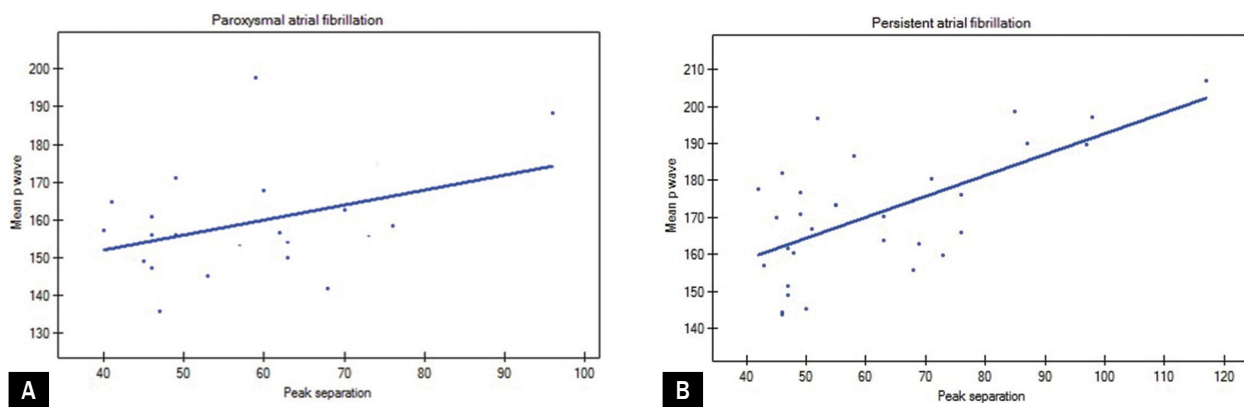 Paroxysmal atrial fibrillation
200
190
180
170
160
150
140
130
Mean p wave
40 50 60 70 80 90 100
Peak separation
A
Persistent atrial fibrillation
210
200
190
180
170
160
150
140
Mean p wave
40 50 60 70 80 90 100 110 120
Peak separation
B